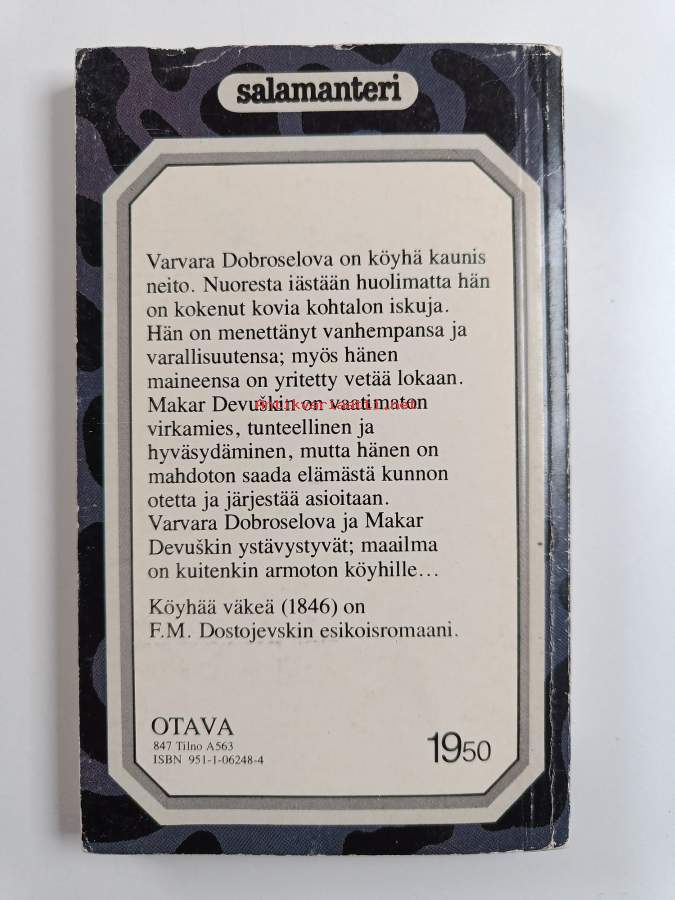 salamanteri
Varvara Dobroselova on köyhä kaunis
neito. Nuoresta iästään huolimatta hän
on kokenut kovia kohtalon iskuja.
Hän on menettänyt vanhempansa ja
varallisuutensa; myös hänen
maineensa on yritetty vetää lokaan.
Makar Devuškin on vaatimaton
virkamies, tunteellinen ja
hyväsydäminen, mutta hänen on
mahdoton saada elämästä kunnon
otetta ja järjestää asioitaan.
Varvara Dobroselova ja Makar
Devuškin ystävystyvät; maailma
on kuitenkin armoton köyhille...
Köyhää väkeä (1846) on
F.M. Dostojevskin esikoisromaani.
OTAVA
847 Tilno A563
ISBN 951-1-06248-4
1950